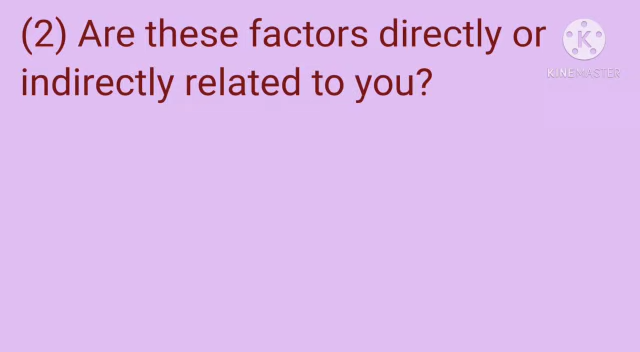 (2) Are these factors directly or
indirectly related to you?
KINEMASTER